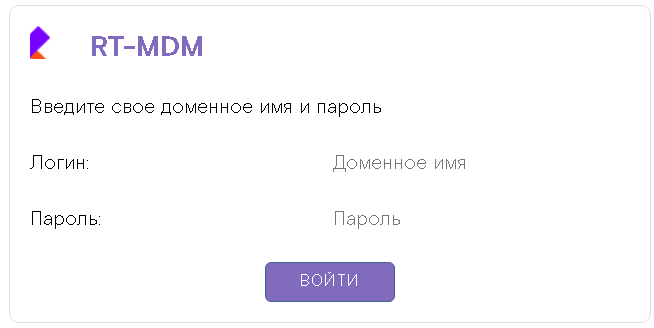 RT-MDM
Введите свое доменное имя и пароль
Логин: Доменное имя
Пароль: Пароль
ВОЙТИ